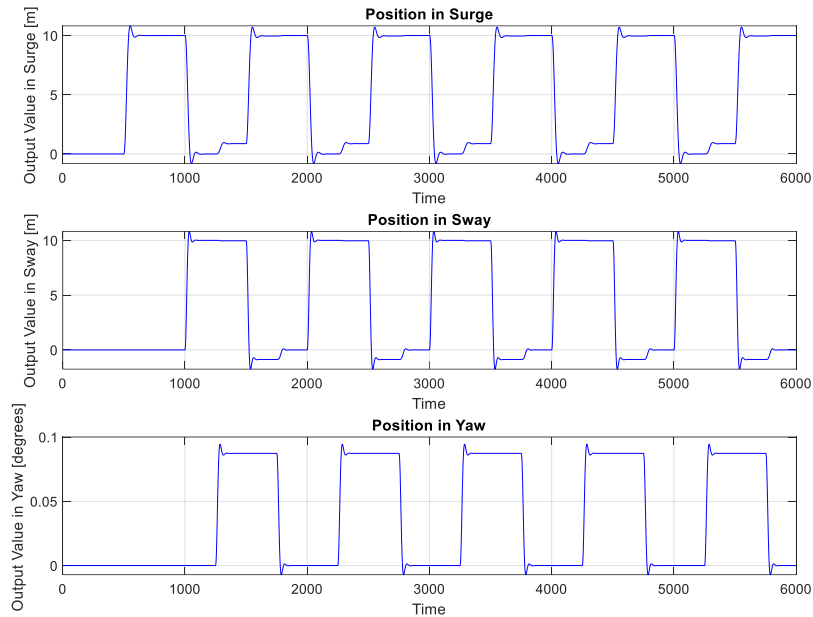 Position in Surge
Output Value in Surge [m]
10
5
0
0 1000 2000 3000 4000 5000 6000
Time
Position in Sway
Output Value in Sway [m]
10
5
0
0 1000 2000 3000 4000 5000 6000
Time
Position in Yaw
Output Value in Yaw [degrees]
0.1
0.05
0
0 1000 2000 3000 4000 5000 6000
Time